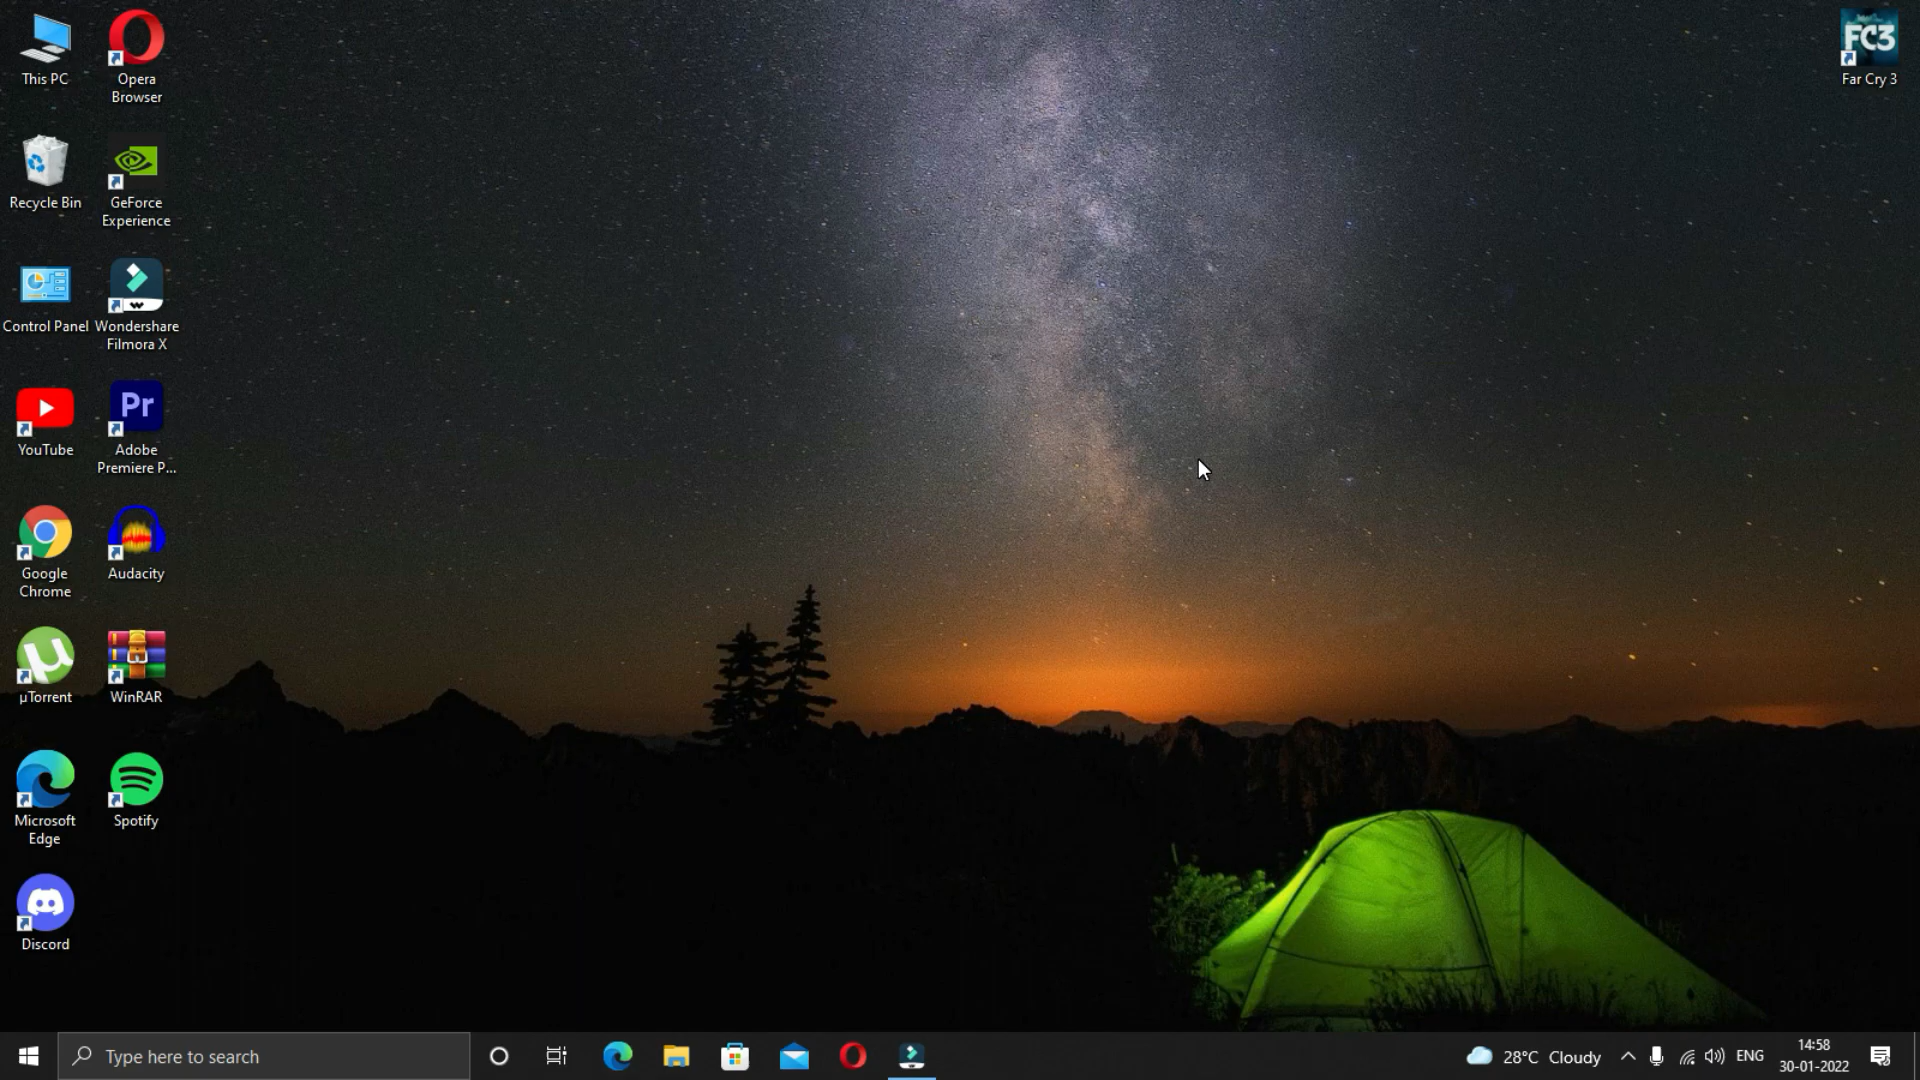 This PC
Opera
Browser
FC3
Far Cry 3
Recycle Bin
GeForce
Experience
Control Panel
Wondershare
Filmora X
YouTube
Pr
Adobe
Premiere P...
Google
Chrome
Audacity
µTorrent
WinRAR
Microsoft
Edge
Spotify
Discord
Type here to search
28°C Cloudy
ENG
14:58
30-01-2022